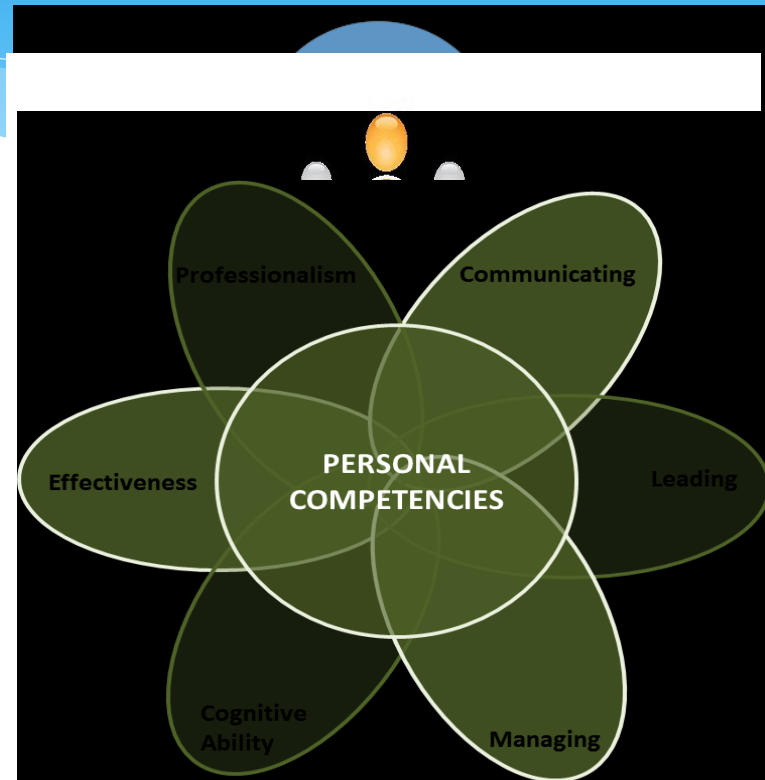 Professionalism
Communicating
PERSONAL
COMPETENCIES
Effectiveness
Leading
Cognitive
Ability
Managing